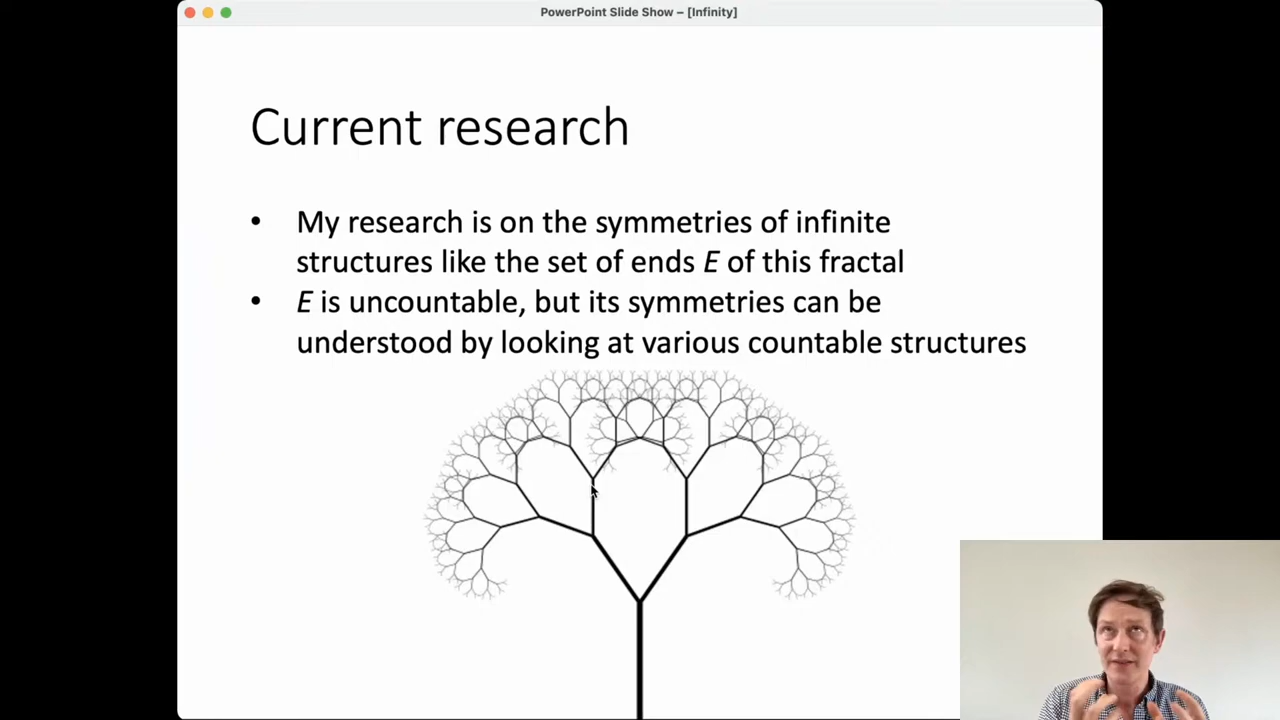 PowerPoint Slide Show – [Infinity]
Current research
• My research is on the symmetries of infinite
structures like the set of ends E of this fractal
• E is uncountable, but its symmetries can be
understood by looking at various countable structures